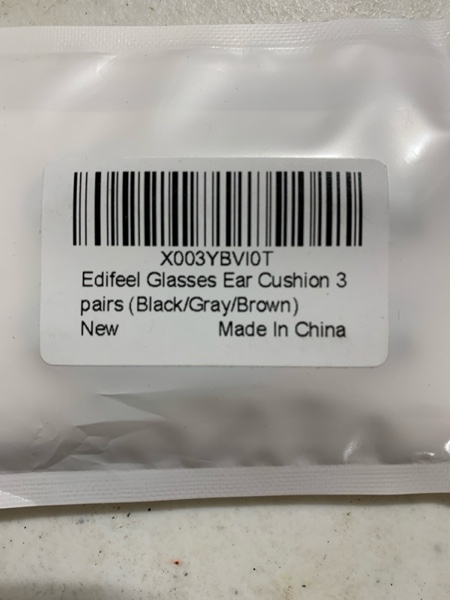 X003YBVI0T
Edifeel Glasses Ear Cushion 3
pairs (Black/Gray/Brown)
New Made In China